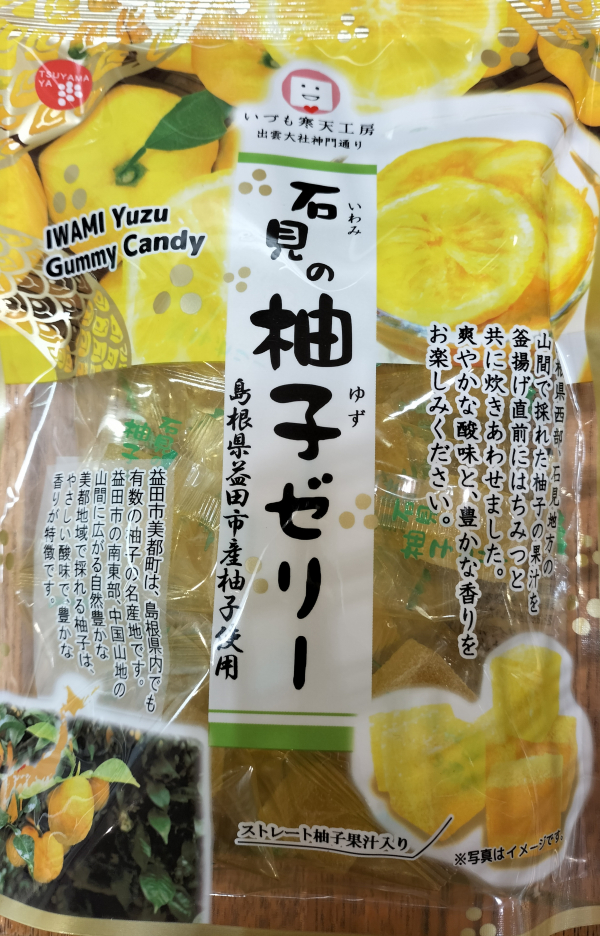 TSUYAMA
YA
いづも寒天工房
出雲大社神門通り
IWAMI Yuzu
Gummy Candy
石見の
いわみ
柚子ゼリー
ゆず
島根県益田市産柚子使用
島根県西部、石見地方の
山間で採れた柚子の果汁を
釜揚げ直前にはちみつと
共に炊きあわせました。
爽やかな酸味と、豊かな香りを
お楽しみください。
益田市美都町は、島根県内でも
有数の柚子の名産地です。
益田市の南東部、中国山地の
山間に広がる自然豊かな
美都地域で採れる柚子は、
やさしい酸味で、豊かな
香りが特徴です。
ストレート柚子果汁入り
※写真はイメージです。